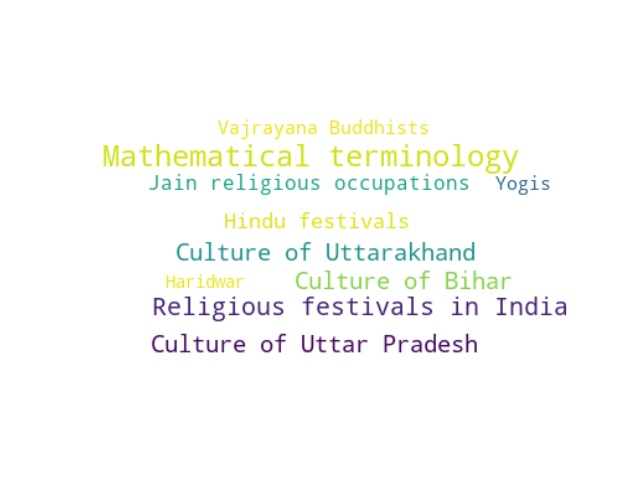 Vajrayana Buddhists
Mathematical terminology
Jain religious occupations Yogis
Hindu festivals
Culture of Uttarakhand
Haridwar Culture of Bihar
Religious festivals in India
Culture of Uttar Pradesh